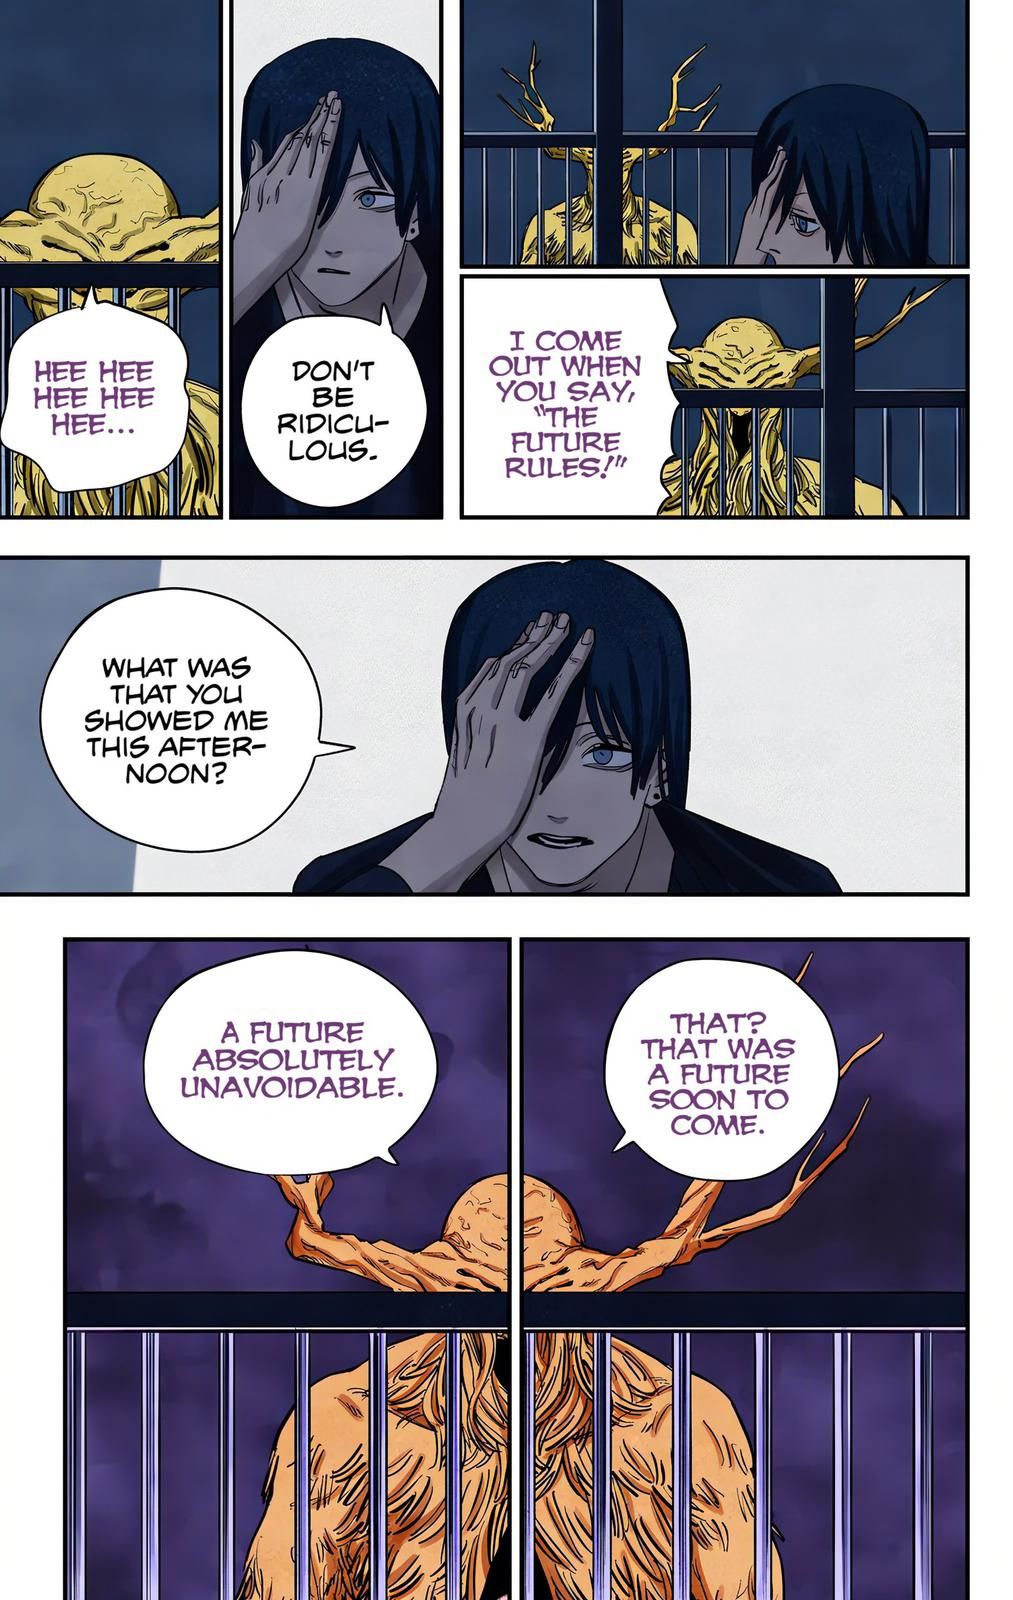 I COME
OUT WHEN
YOU SAY,
"THE
FUTURE
RULES!"
DON'T
BE
RIDICU-
LOUS.
HEE HEE
HEE HEE
HEE...
WHAT WAS
THAT YOU
SHOWED ME
THIS AFTER-
NOON?
THAT?
THAT WAS
A FUTURE
SOON TO
COME.
A FUTURE
ABSOLUTELY
UNAVOIDABLE.